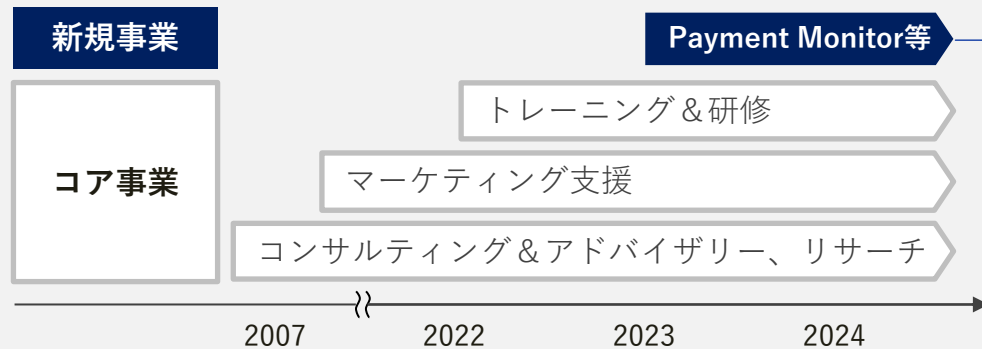 新規事業
Payment Monitor等
トレーニング＆研修
コア事業
マーケティング支援
コンサルティング＆アドバイザリー、リサーチ
2007
2022
2023
2024